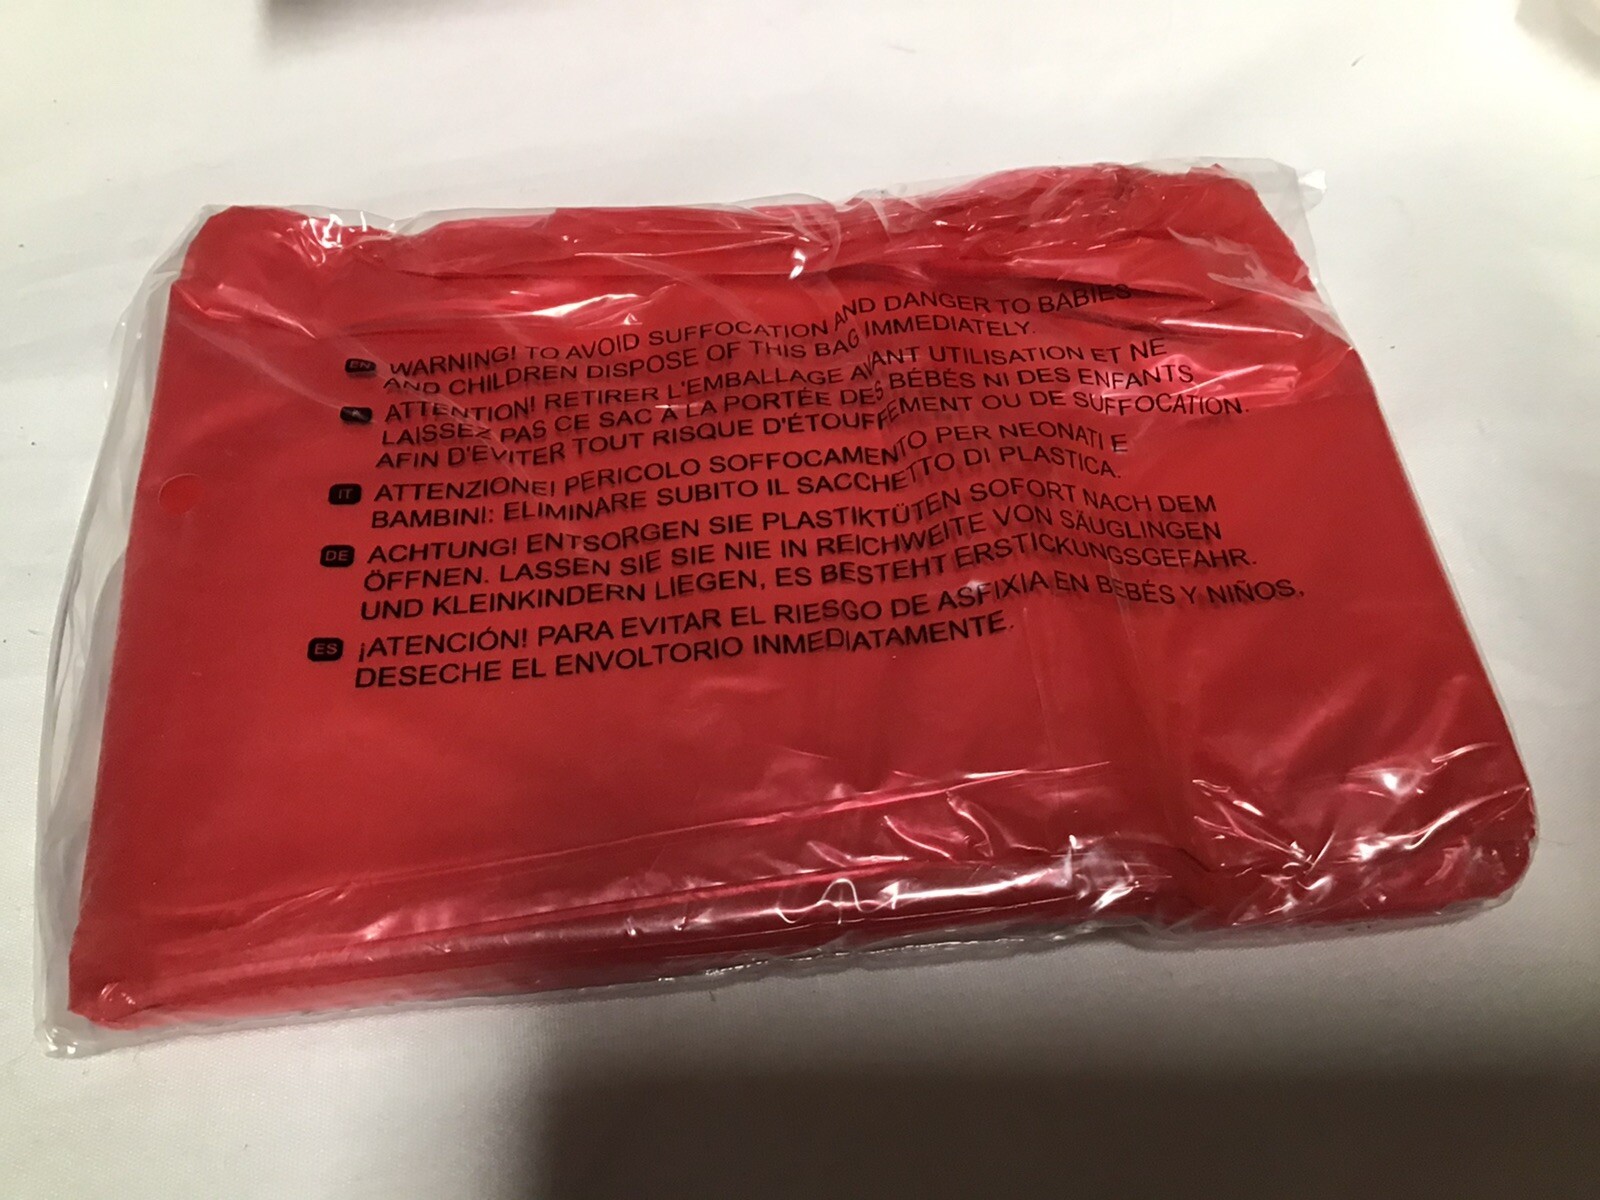 EN WARNING! TO AVOID SUFFOCATION AND DANGER TO BABIES
AND CHILDREN DISPOSE OF THIS BAG IMMEDIATELY.
ATTENTION! RETIRER L'EMBALLAGE AVANT UTILISATION ET NE
LAISSEZ PAS CE SAC À LA PORTÉE DES BÉBÉS NI DES ENFANTS
AFIN D'ÉVITER TOUT RISQUE D'ÉTOUFFEMENT OU DE SUFFOCATION.
IT ATTENZIONE! PERICOLO SOFFOCAMENTO PER NEONATI E
BAMBINI: ELIMINARE SUBITO IL SACCHETTO DI PLASTICA.
DE ACHTUNG! ENTSORGEN SIE PLASTIKTÜTEN SOFORT NACH DEM
ÖFFNEN. LASSEN SIE SIE NIE IN REICHWEITE VON SÄUGLINGEN
UND KLEINKINDERN LIEGEN, ES BESTEHT ERSTICKUNGSGEFAHR.
ES ¡ATENCIÓN! PARA EVITAR EL RIESGO DE ASFIXIA EN BEBÉS Y NIÑOS,
DESECHE EL ENVOLTORIO INMEDIATAMENTE.